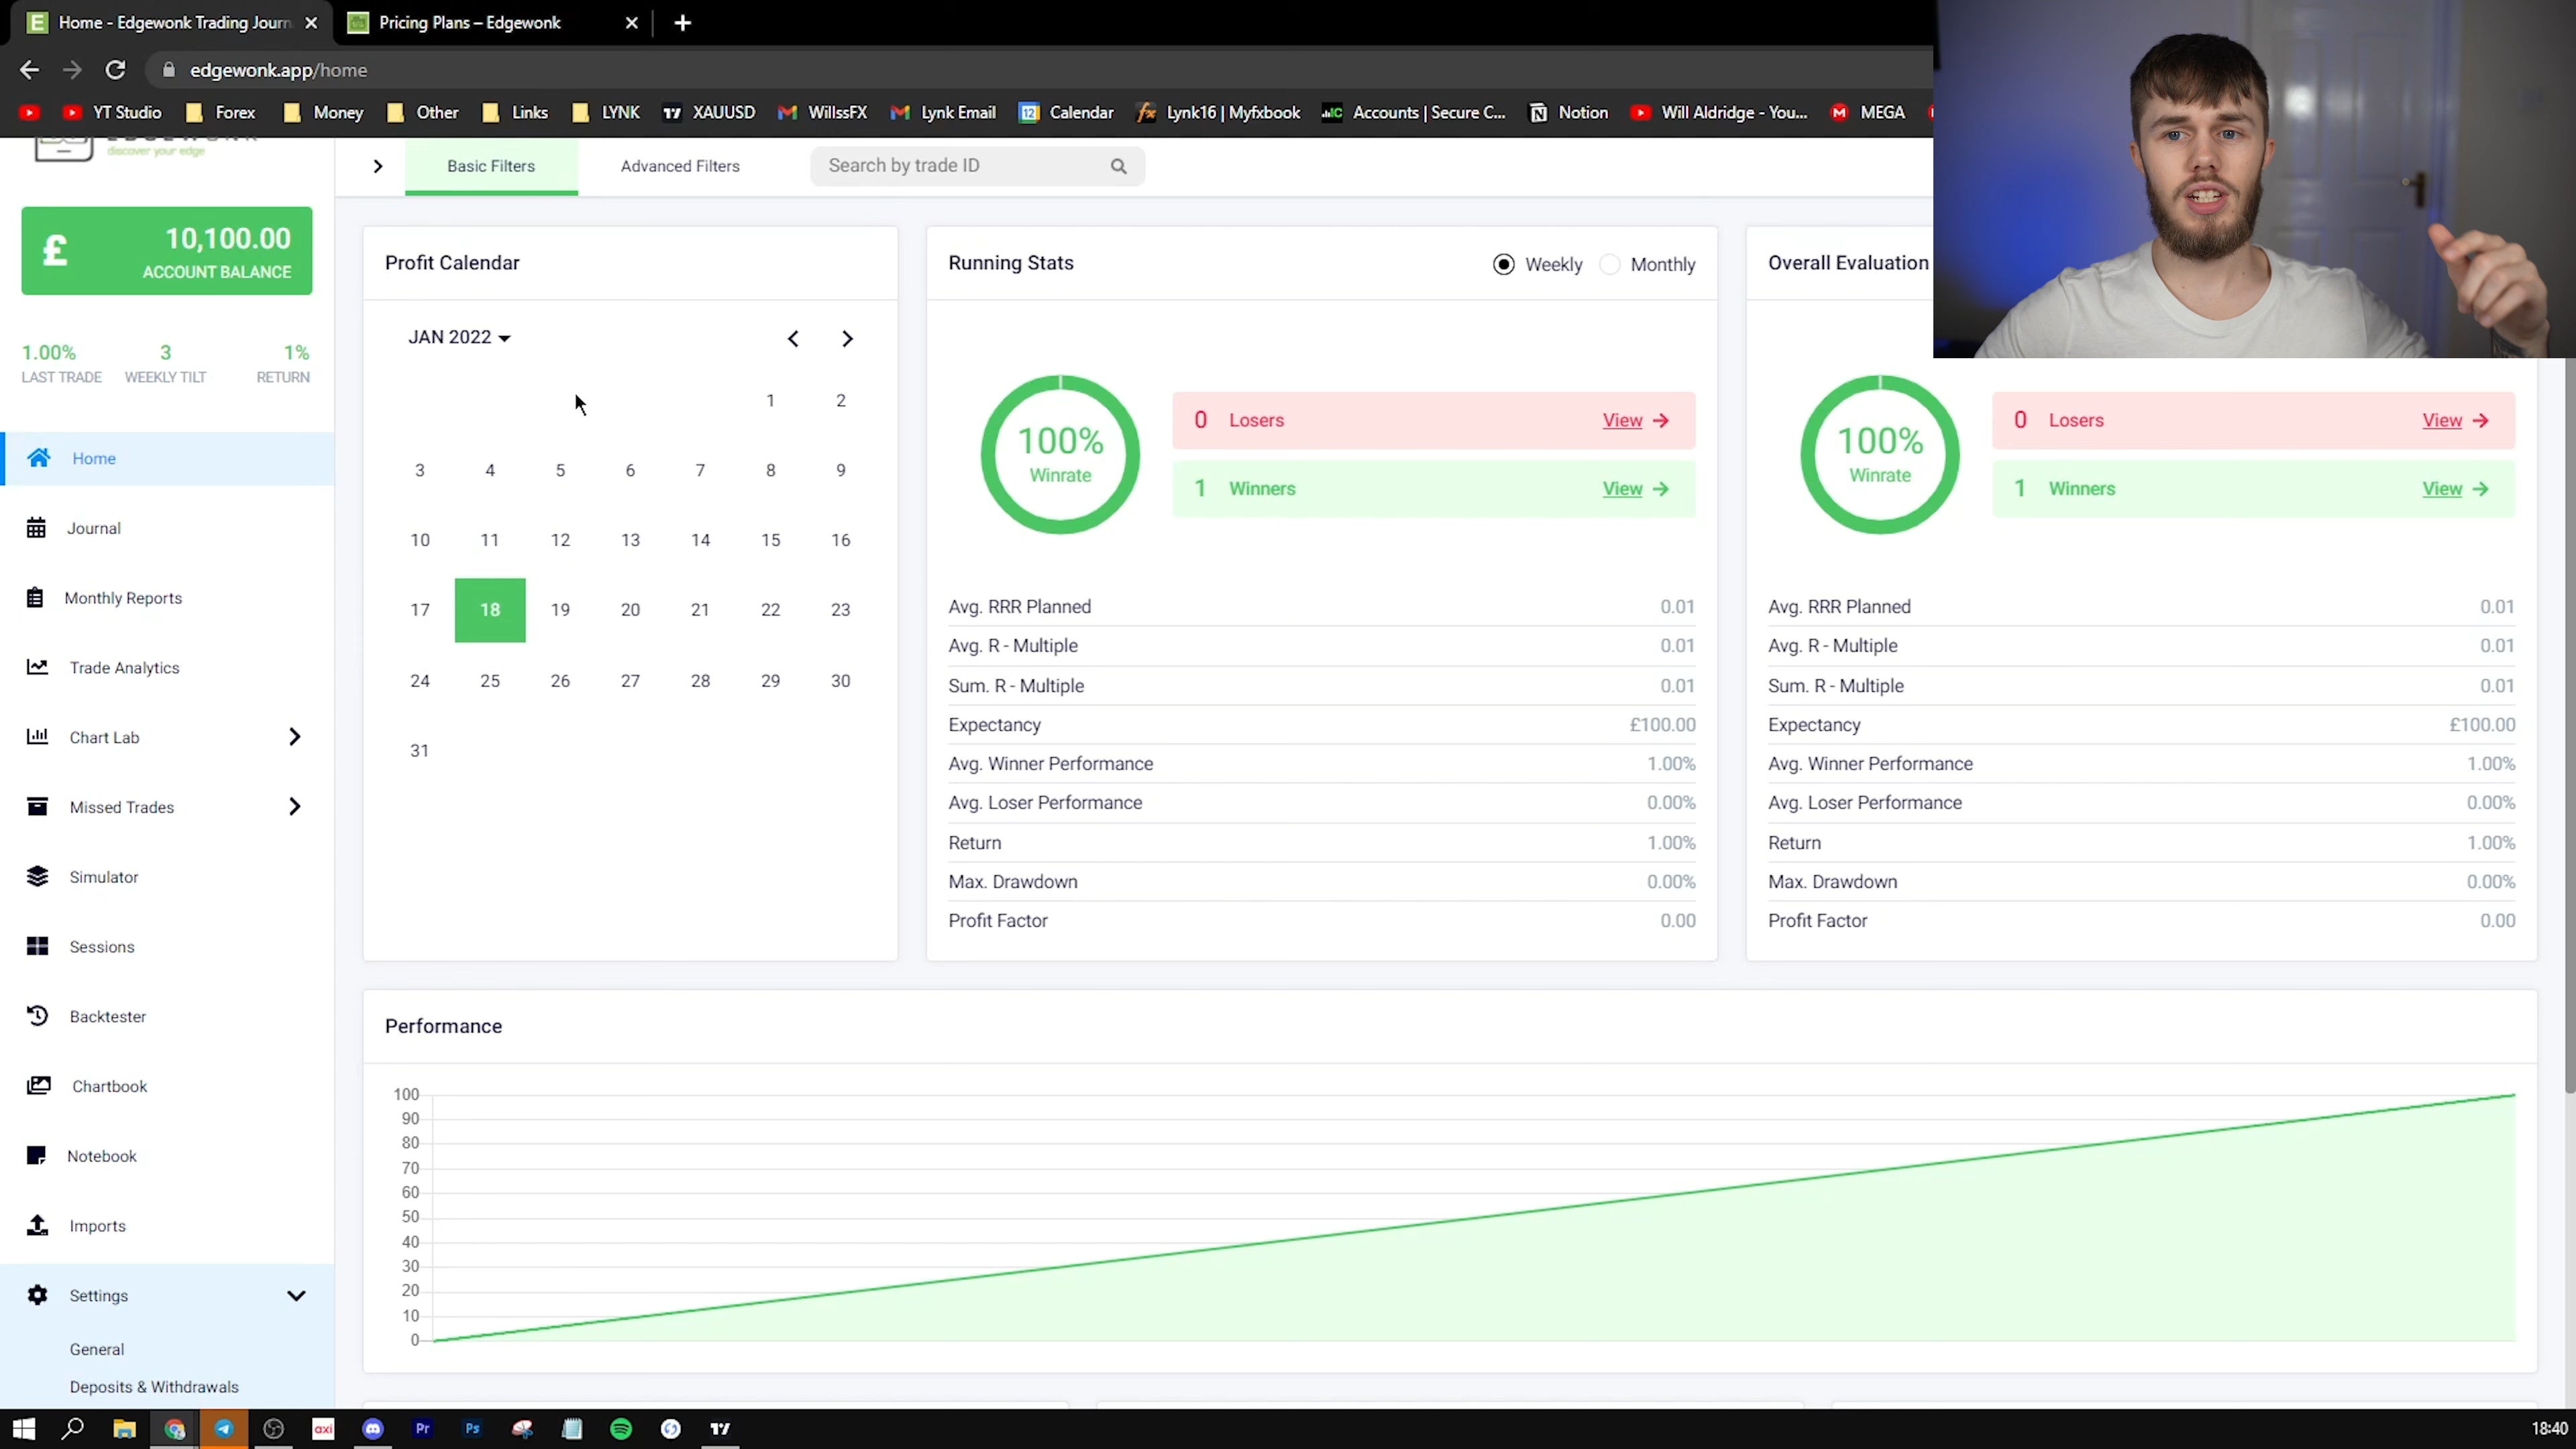 Home - Edgewonk Trading Journ
Pricing Plans – Edgewonk
edgewonk.app/home
YT Studio
Forex
Money
Other
Links
LYNK
XAUUSD
WillssFX
Lynk Email
Calendar
Lynk16 | Myfxbook
Accounts | Secure C...
Notion
Will Aldridge - You...
MEGA
discover your edge
Basic Filters
Advanced Filters
Search by trade ID
£ 10,100.00
ACCOUNT BALANCE
1.00% 3 1%
LAST TRADE WEEKLY TILT RETURN
Home
Journal
Monthly Reports
Trade Analytics
Chart Lab
Missed Trades
Simulator
Sessions
Backtester
Chartbook
Notebook
Imports
Settings
General
Deposits & Withdrawals
Profit Calendar
JAN 2022
1 2
3 4 5 6 7 8 9
10 11 12 13 14 15 16
17 18 19 20 21 22 23
24 25 26 27 28 29 30
31
Running Stats
Weekly Monthly
100%
Winrate
0 Losers View
1 Winners View
Avg. RRR Planned 0.01
Avg. R - Multiple 0.01
Sum. R - Multiple 0.01
Expectancy £100.00
Avg. Winner Performance 1.00%
Avg. Loser Performance 0.00%
Return 1.00%
Max. Drawdown 0.00%
Profit Factor 0.00
Overall Evaluation
100%
Winrate
0 Losers View
1 Winners View
Avg. RRR Planned 0.01
Avg. R - Multiple 0.01
Sum. R - Multiple 0.01
Expectancy £100.00
Avg. Winner Performance 1.00%
Avg. Loser Performance 0.00%
Return 1.00%
Max. Drawdown 0.00%
Profit Factor 0.00
Performance
100
90
80
70
60
50
40
30
20
10
0
axi
Pr
Ps
18:40